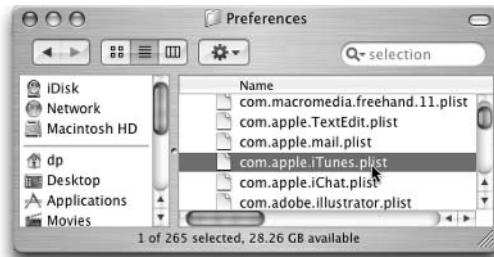 Preferences
selection
iDisk
Network
Macintosh HD
dp
Desktop
Applications
Movies
Name
com.macromedia.freehand.11.plist
com.apple.TextEdit.plist
com.apple.mail.plist
com.apple.iTunes.plist
com.apple.iChat.plist
com.adobe.illustrator.plist
1 of 265 selected, 28.26 GB available